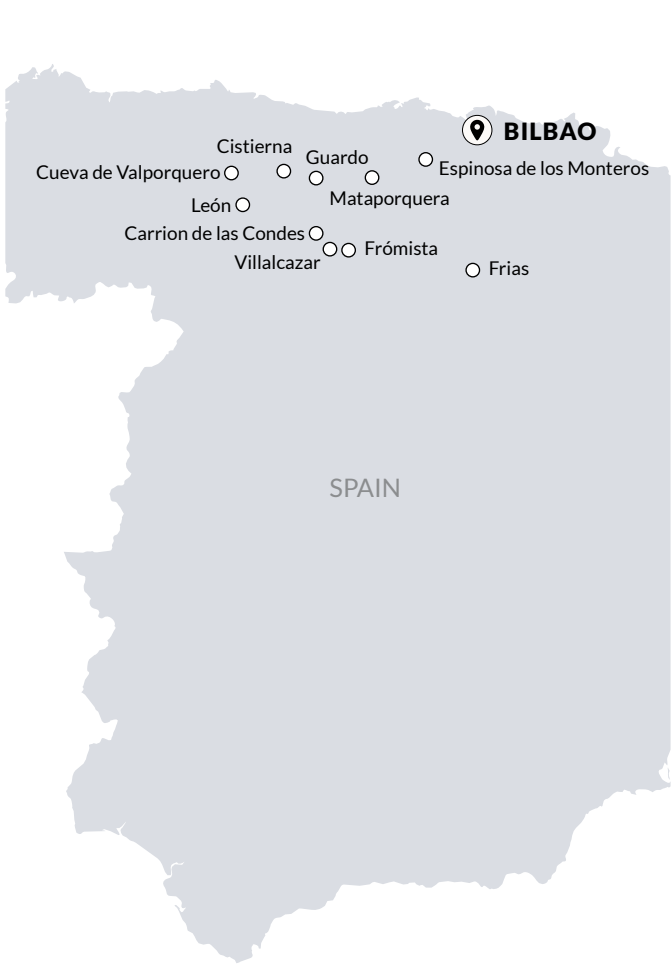 BILBAO
Cistierna
Guardo
Espinosa de los Monteros
Cueva de Valporquero
Mataporquera
León
Carrion de las Condes
Frómista
Villalcazar
Frias
SPAIN